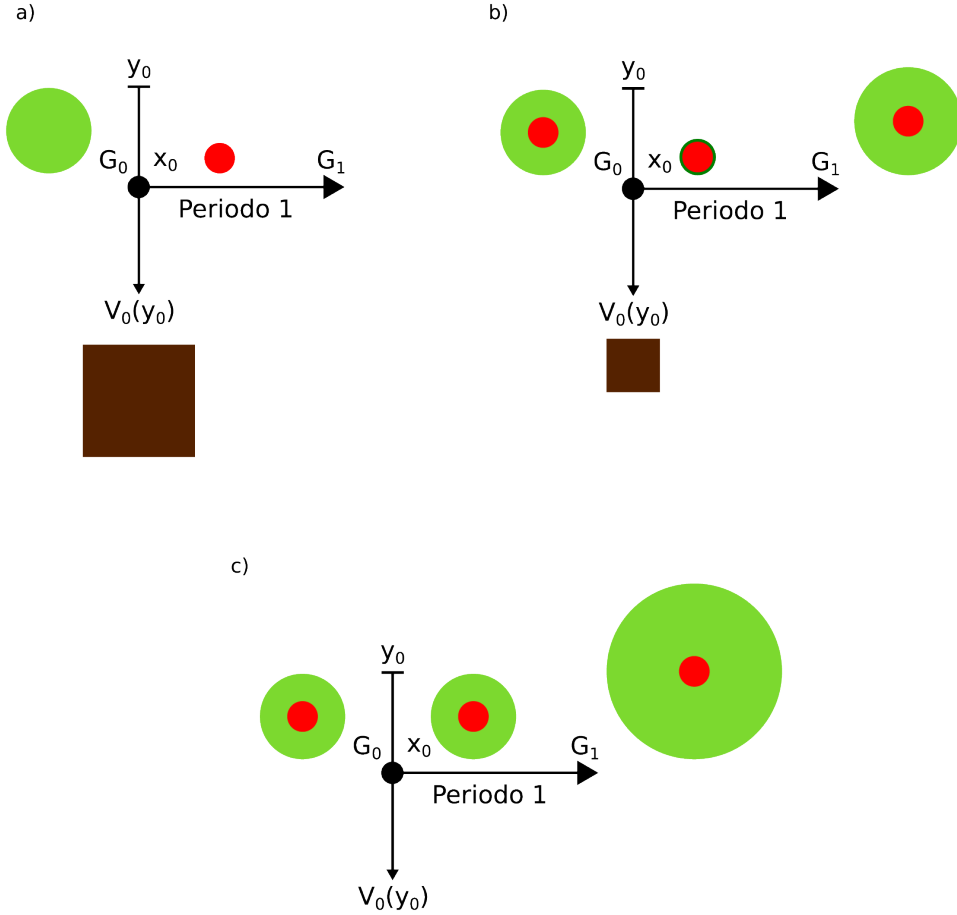 a)
y₀
G₀ x₀ G₁
Periodo 1
V₀(y₀)
b)
y₀
G₀ x₀ G₁
Periodo 1
V₀(y₀)
c)
y₀
G₀ x₀ G₁
Periodo 1
V₀(y₀)